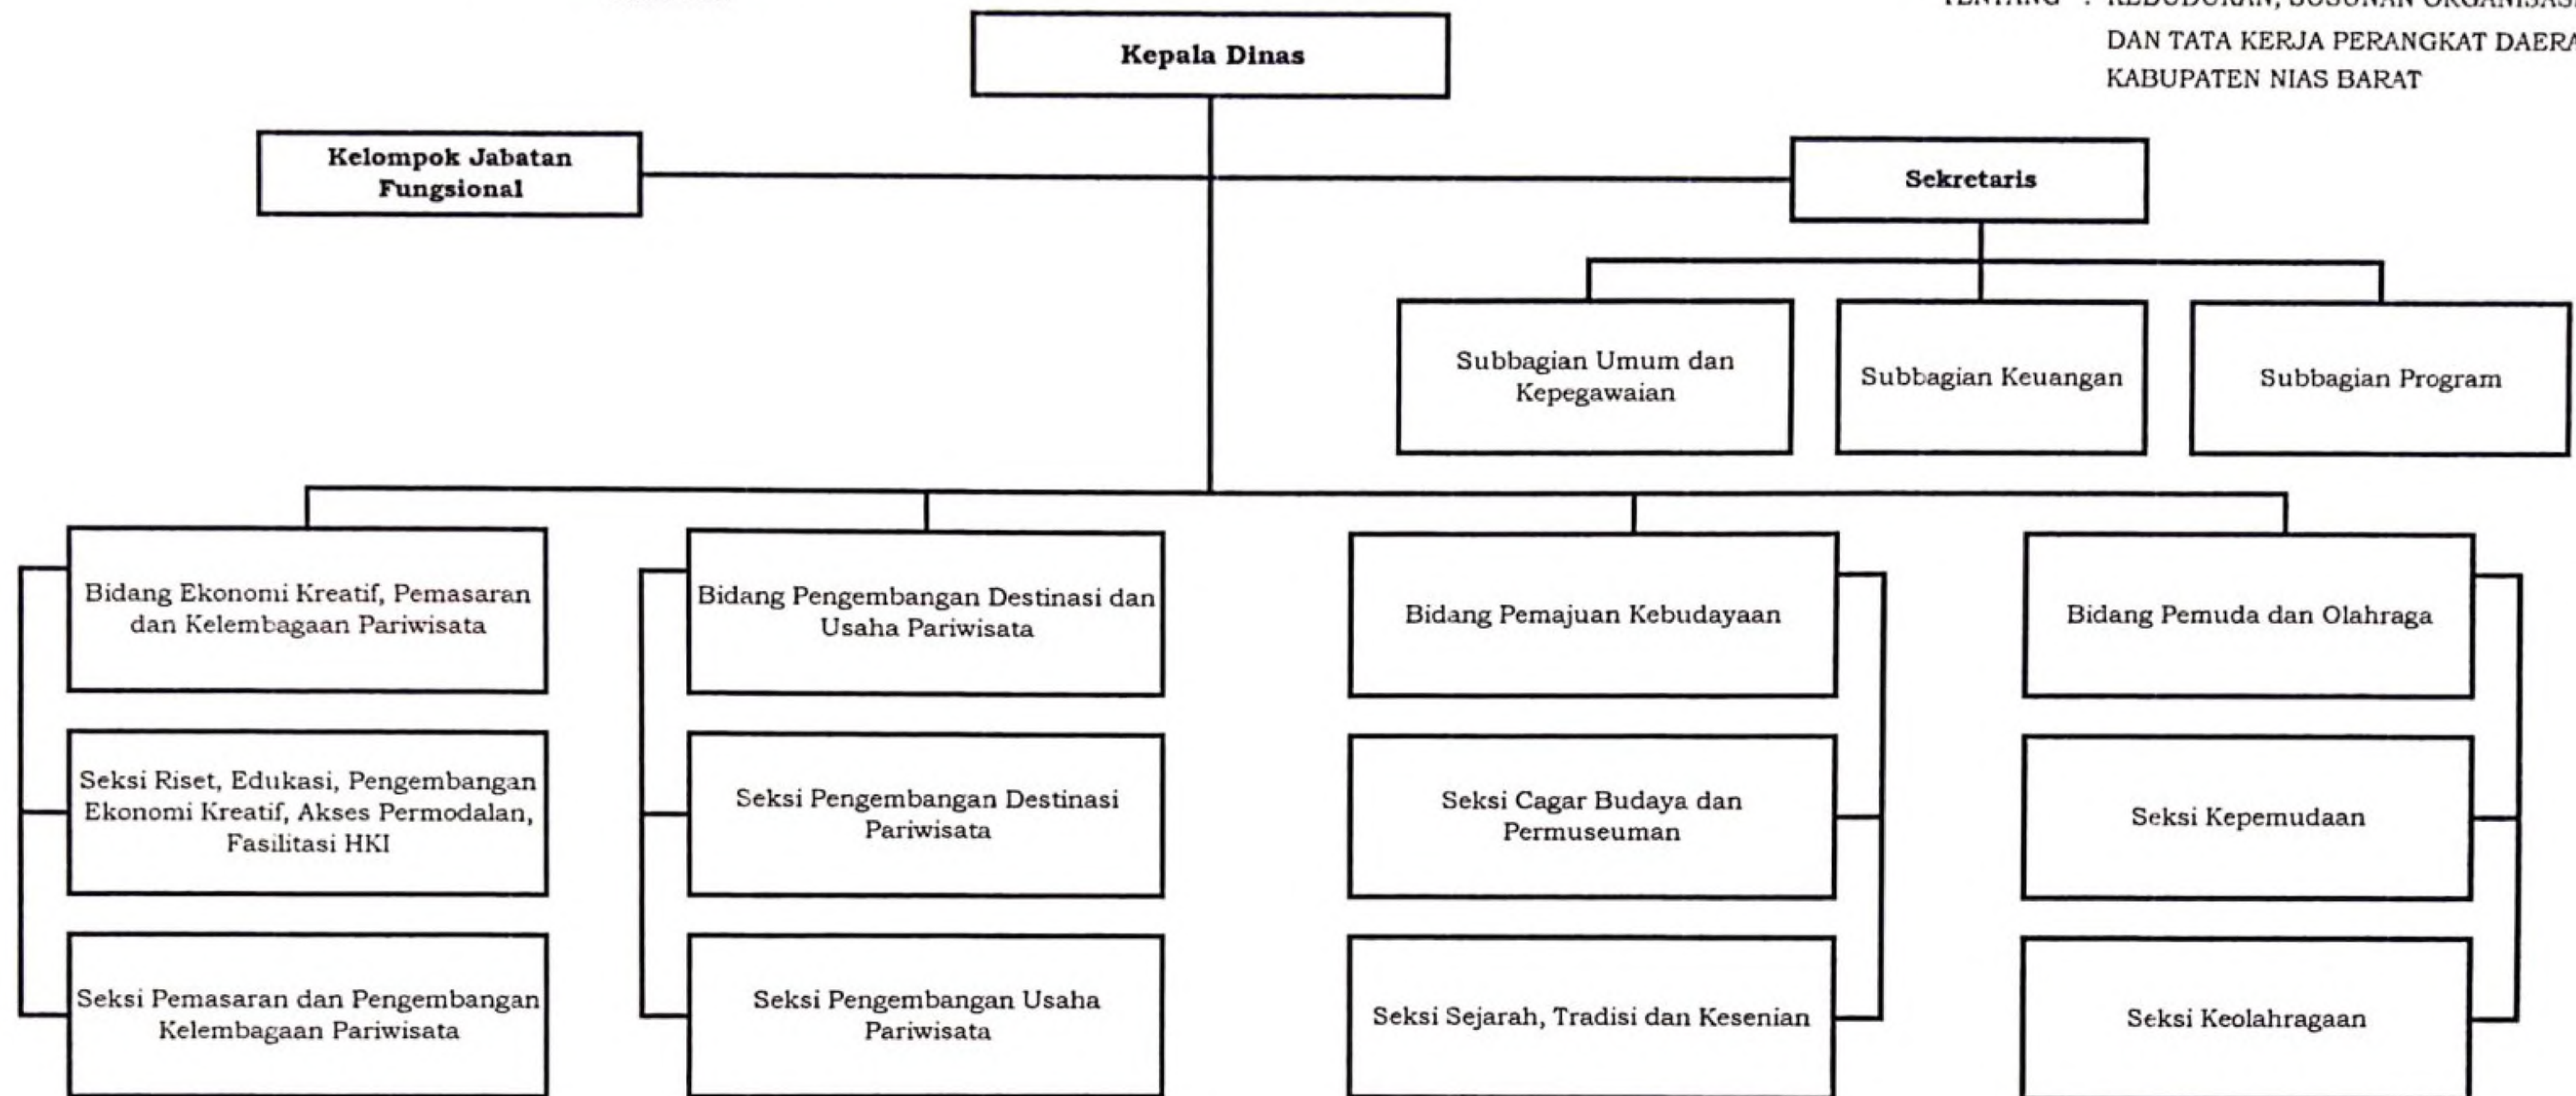 TENTANG : KEDUDUKAN, SUSUNAN ORGANISASI
DAN TATA KERJA PERANGKAT
KABUPATEN NIAS BARAT
Kepala Dinas
Kelompok Jabatan
Fungsional
Sekretaris
Subbagian Umum dan
Kepegawaian
Subbagian Keuangan
Subbagian Program
Bidang Ekonomi Kreatif, Pemasaran
dan Kelembagaan Pariwisata
Bidang Pengembangan Destinasi dan
Usaha Pariwisata
Bidang Pemajuan Kebudayaan
Bidang Pemuda dan Olahraga
Seksi Riset, Edukasi, Pengembangan
Ekonomi Kreatif, Akses Permodalan,
Fasilitasi HKI
Seksi Pengembangan Destinasi
Pariwisata
Seksi Cagar Budaya dan
Permuseuman
Seksi Kepemudaan
Seksi Pemasaran dan Pengembangan
Kelembagaan Pariwisata
Seksi Pengembangan Usaha
Pariwisata
Seksi Sejarah, Tradisi dan Kesenian
Seksi Keolahragaan